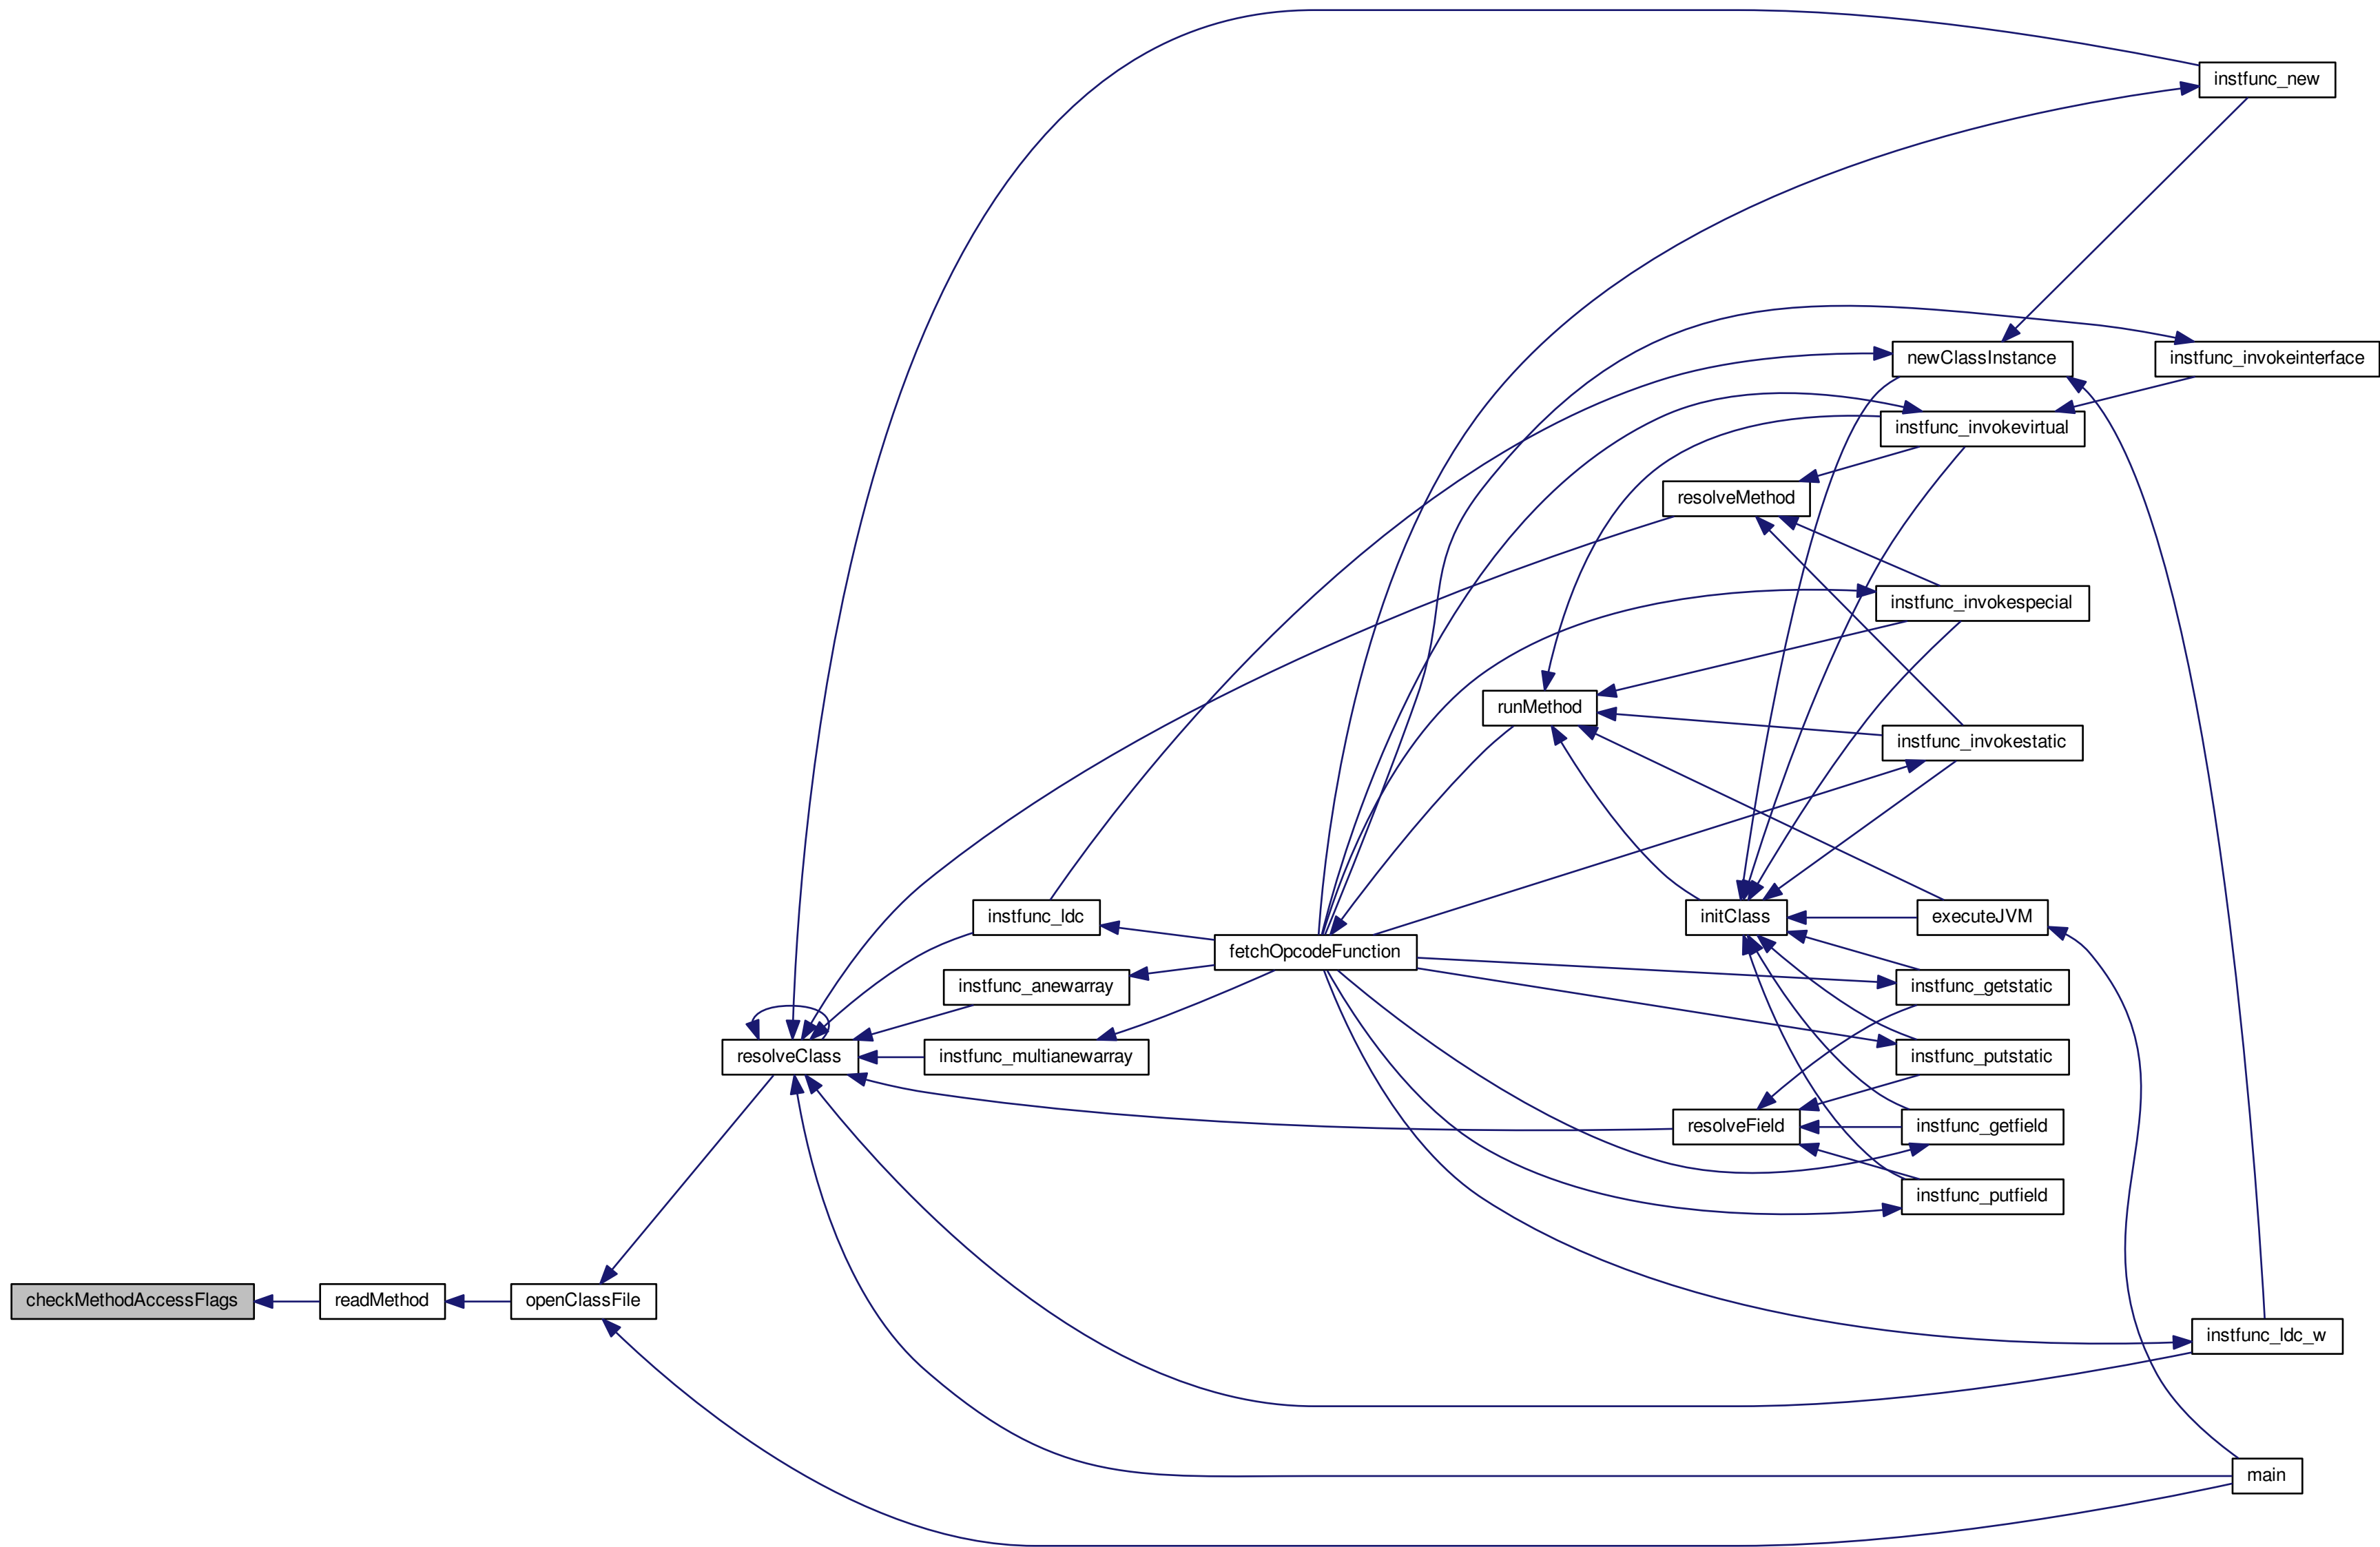 instfunc_new
newClassInstance
instfunc_invokeinterface
instfunc_invokevirtual
resolveMethod
instfunc_invokespecial
runMethod
instfunc_invokestatic
instfunc_ldc
initClass
executeJVM
fetchOpcodeFunction
instfunc_anewarray
instfunc_getstatic
resolveClass
instfunc_multianewarray
instfunc_putstatic
resolveField
instfunc_getfield
instfunc_putfield
checkMethodAccessFlags
readMethod
openClassFile
instfunc_ldc_w
main